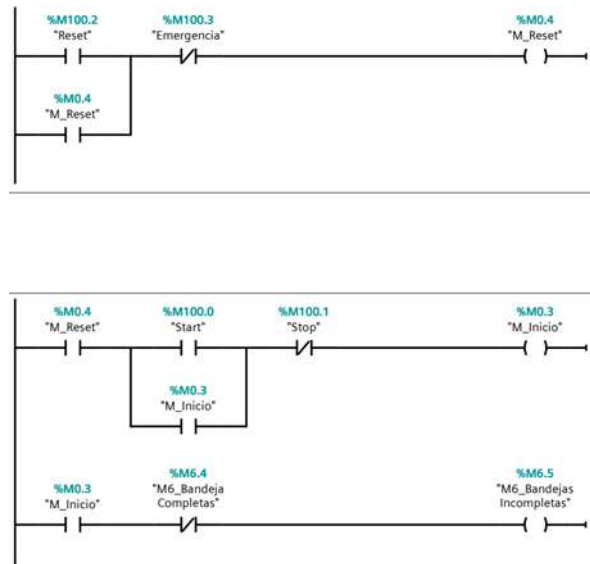 %M100.2
"Reset"
%M100.3
"Emergencia"
%M0.4
"M_Reset"
%M0.4
"M_Reset"
%M0.4
"M_Reset"
%M100.0
"Start"
%M100.1
"Stop"
%M0.3
"M_Inicio"
%M0.3
"M_Inicio"
%M0.3
"M_Inicio"
%M6.4
"M6_Bandeja
Completas"
%M6.5
"M6_Bandejas
Incompletas"